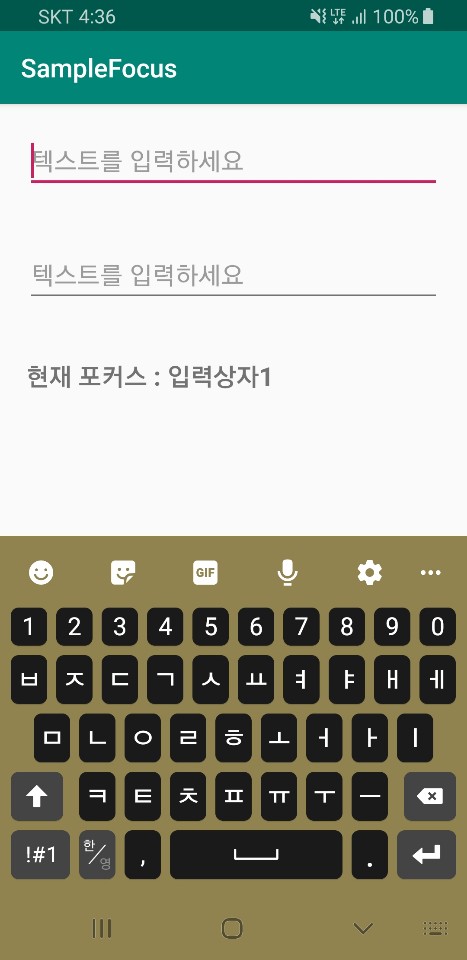 SKT 4:36 LTE 100%
SampleFocus
텍스트를 입력하세요
텍스트를 입력하세요
현재 포커스 : 입력상자1
GIF
1 2 3 4 5 6 7 8 9 0
ㅂ ㅈ ㄷ ㄱ ㅅ ㅛ ㅕ ㅑ ㅐ ㅔ
ㅁ ㄴ ㅇ ㄹ ㅎ ㅗ ㅓ ㅏ ㅣ
ㅋ ㅌ ㅊ ㅍ ㅠ ㅜ ㅡ
!#1 한/영 , .